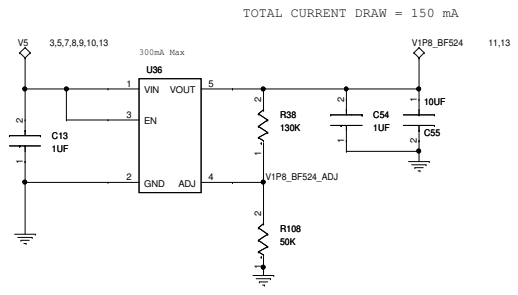 TOTAL CURRENT DRAW = 150 mA
V5 3,5,7,8,9,10,13
V1P8_BF524 11,13
300mA Max
U36
1 VIN VOUT 5
3 EN
2 GND ADJ 4
2
C13
1UF
1
2
R38
130K
1
2
C54
1UF
1
1
10UF
C55
2
V1P8_BF524_ADJ
2
R108
50K
1